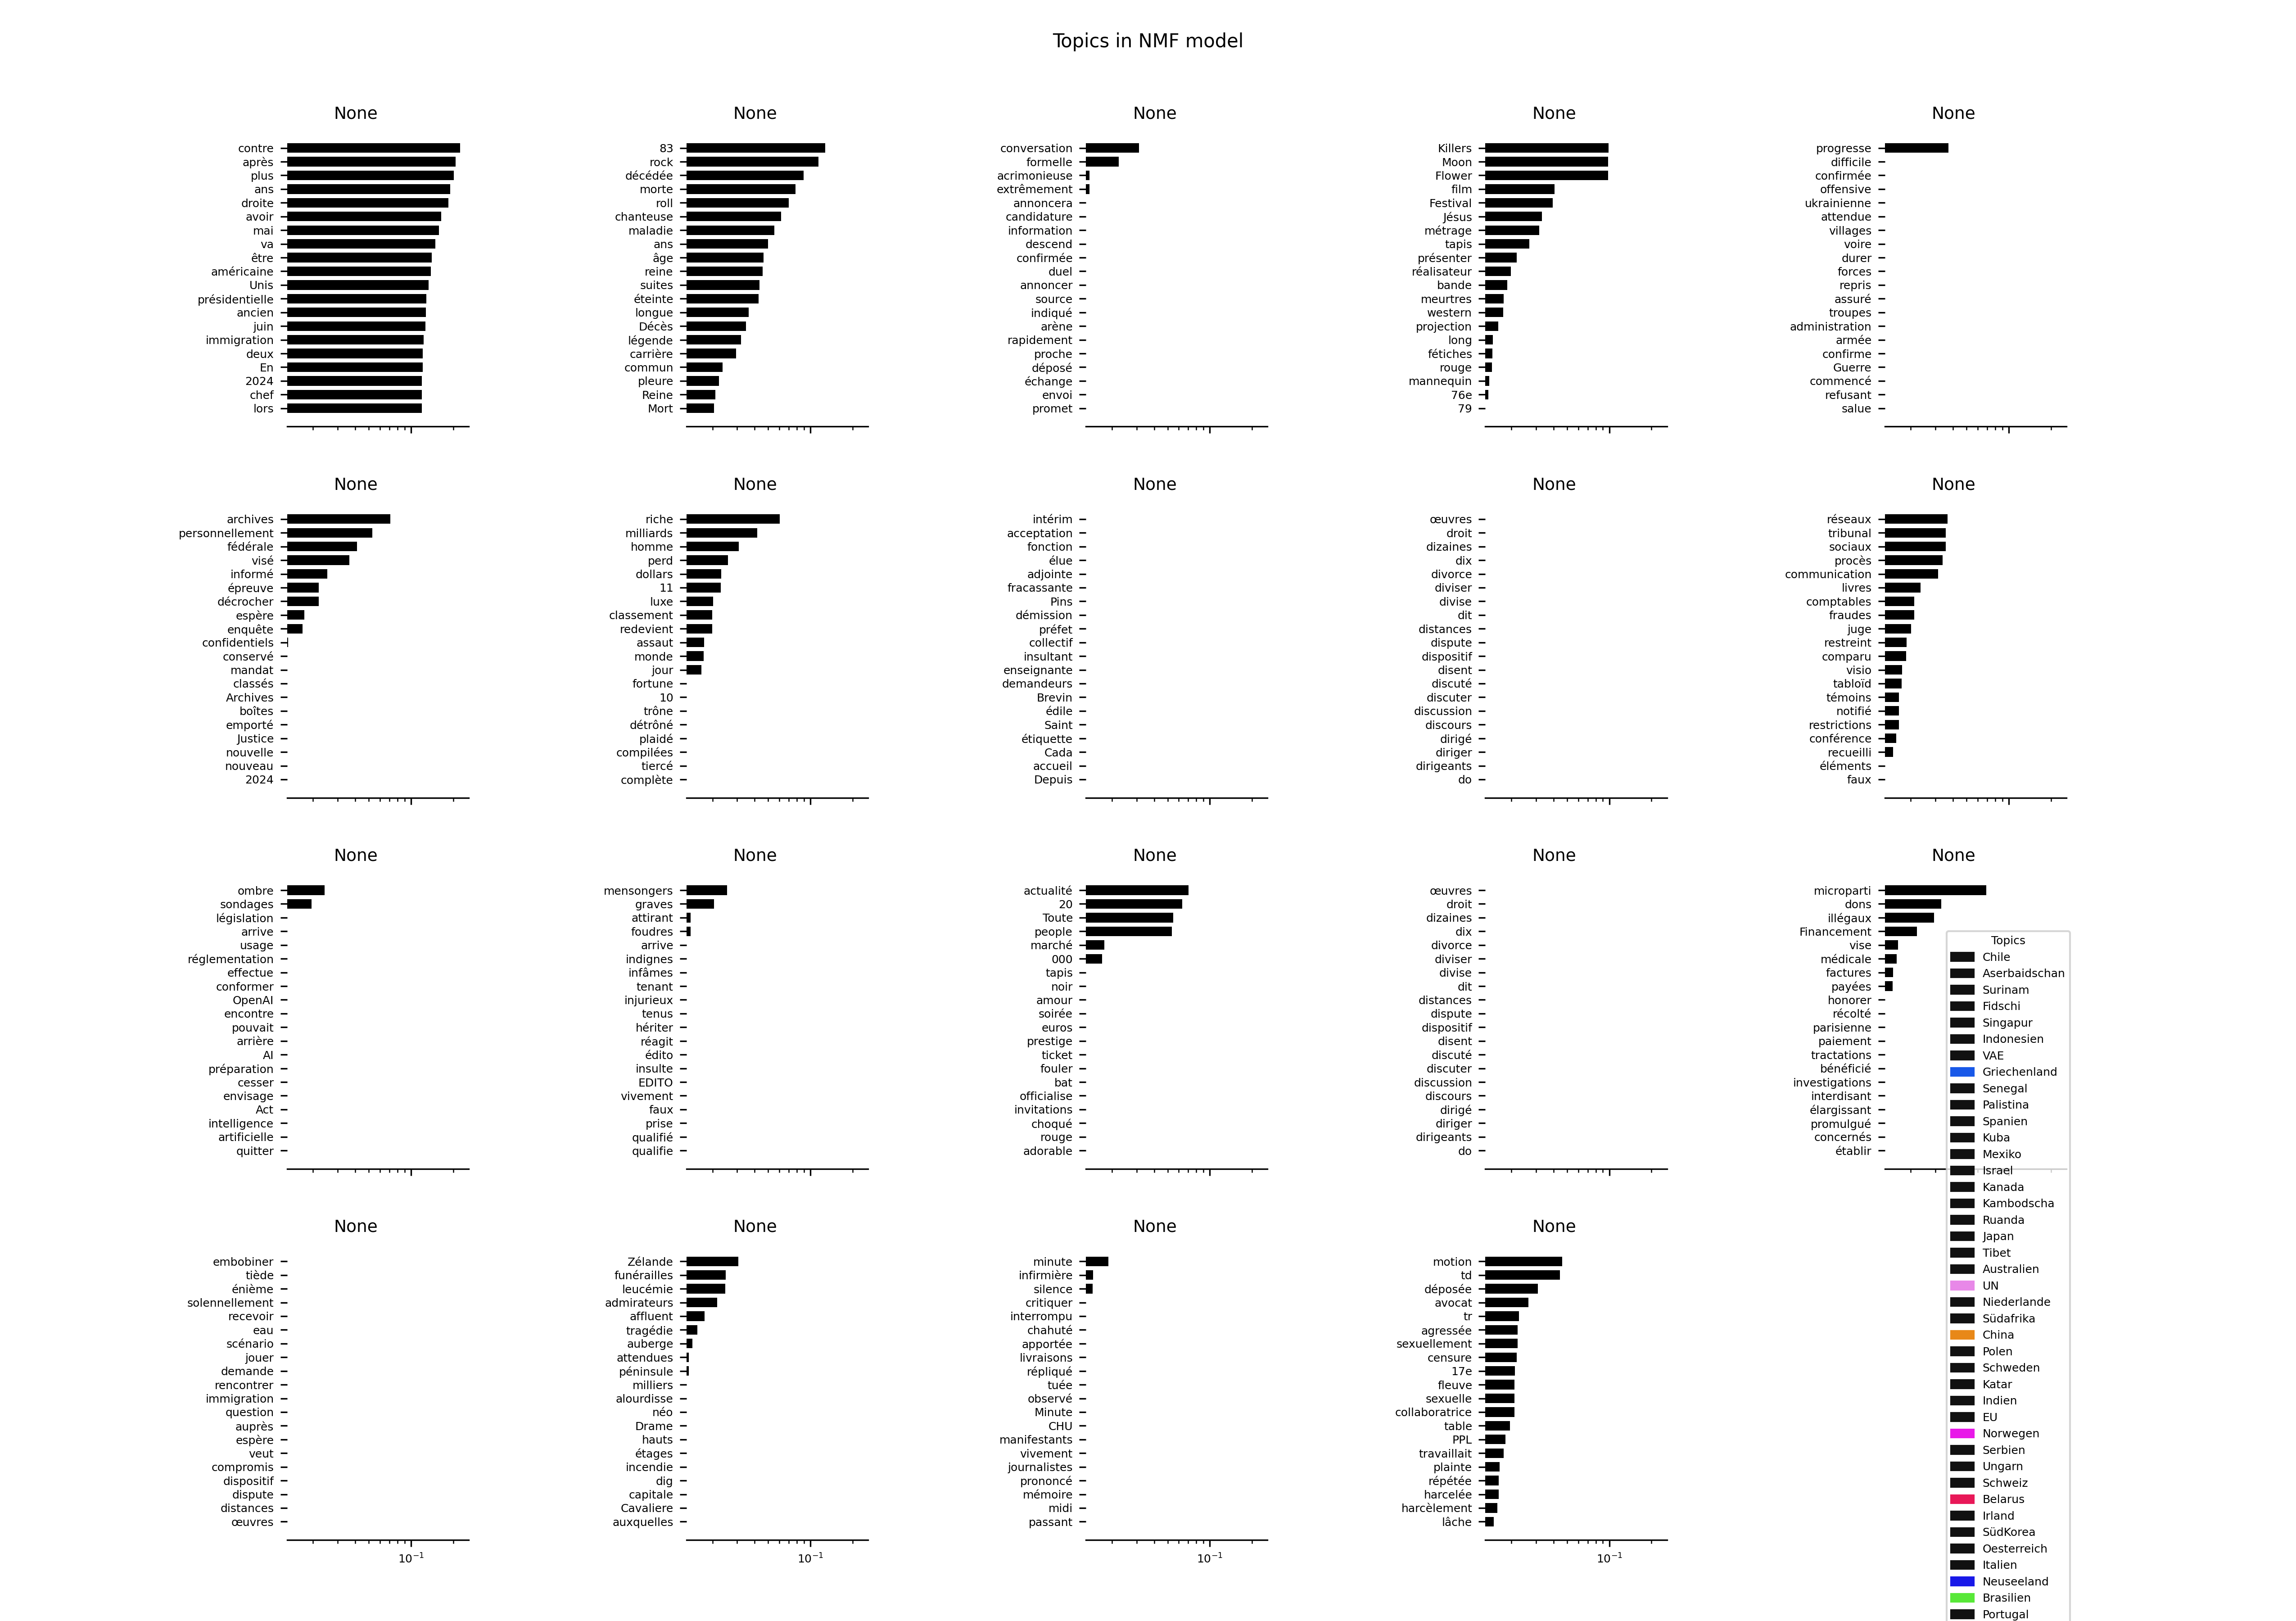 Topics in NMF model
None
contre
après
plus
ans
droite
avoir
mai
va
être
américaine
Unis
présidentielle
ancien
juin
immigration
deux
En
2024
chef
lors
None
83
rock
décédée
morte
roll
chanteuse
maladie
ans
âge
reine
suites
éteinte
longue
Décès
légende
carrière
commun
pleure
Reine
Mort
None
conversation
formelle
acrimonieuse
extrêmement
annoncera
candidature
information
descend
confirmée
duel
annoncer
source
indiqué
arène
rapidement
proche
déposé
échange
envoi
promet
None
Killers
Moon
Flower
film
Festival
Jésus
métrage
tapis
présenter
réalisateur
bande
meurtres
western
projection
long
fétiches
rouge
mannequin
76e
79
None
progresse
difficile
confirmée
offensive
ukrainienne
attendue
villages
voire
durer
forces
repris
assuré
troupes
administration
armée
confirme
Guerre
commencé
refusant
salue
None
archives
personnellement
fédérale
visé
informé
épreuve
décrocher
espère
enquête
confidentiels
conservé
mandat
classés
Archives
boîtes
emporté
Justice
nouvelle
nouveau
2024
None
riche
milliards
homme
perd
dollars
11
luxe
classement
redevient
assaut
monde
jour
fortune
10
trône
détrôné
plaidé
compilées
tiercé
complète
None
intérim
acceptation
fonction
élue
adjointe
fracassante
Pins
démission
préfet
collectif
insultant
enseignante
demandeurs
Brevin
édile
Saint
étiquette
Cada
accueil
Depuis
None
œuvres
droit
dizaines
dix
divorce
diviser
divise
dit
distances
dispute
dispositif
disent
discuté
discuter
discussion
discours
dirigé
diriger
dirigeants
do
None
réseaux
tribunal
sociaux
procès
communication
livres
comptables
fraudes
juge
restreint
comparu
visio
tabloïd
témoins
notifié
restrictions
conférence
recueilli
éléments
faux
None
ombre
sondages
législation
arrive
usage
réglementation
effectue
conformer
OpenAI
encontre
pouvait
arrière
AI
préparation
cesser
envisage
Act
intelligence
artificielle
quitter
None
mensongers
graves
attirant
foudres
arrive
indignes
infâmes
tenant
injurieux
tenus
hériter
réagit
édito
insulte
EDITO
vivement
faux
prise
qualifié
qualifie
None
actualité
20
Toute
people
marché
000
tapis
noir
amour
soirée
euros
prestige
ticket
fouler
bat
officialise
invitations
choqué
rouge
adorable
None
œuvres
droit
dizaines
dix
divorce
diviser
divise
dit
distances
dispute
dispositif
disent
discuté
discuter
discussion
discours
dirigé
diriger
dirigeants
do
None
microparti
dons
illégaux
Financement
vise
médicale
factures
payées
honorer
récolté
parisienne
paiement
tractations
bénéficié
investigations
interdisant
élargissant
promulgué
concernés
établir
None
embobiner
tiède
énième
solennellement
recevoir
eau
scénario
jouer
demande
rencontrer
immigration
question
auprès
espère
veut
compromis
dispositif
dispute
distances
œuvres
10⁻¹
None
Zélande
funérailles
leucémie
admirateurs
affluent
tragédie
auberge
attendues
péninsule
milliers
alourdisse
néo
Drame
hauts
étages
incendie
dig
capitale
Cavaliere
auxquelles
10⁻¹
None
minute
infirmière
silence
critiquer
interrompu
chahuté
apportée
livraisons
répliqué
tuée
observé
Minute
CHU
manifestants
vivement
journalistes
prononcé
mémoire
midi
passant
10⁻¹
None
motion
td
déposée
avocat
tr
agressée
sexuellement
censure
17e
fleuve
sexuelle
collaboratrice
table
PPL
travaillait
plainte
répétée
harcelée
harcèlement
lâche
10⁻¹
Topics
Chile
Aserbaidschan
Surinam
Fidschi
Singapur
Indonesien
VAE
Griechenland
Senegal
Palistina
Spanien
Kuba
Mexiko
Israel
Kanada
Kambodscha
Ruanda
Japan
Tibet
Australien
UN
Niederlande
Südafrika
China
Polen
Schweden
Katar
Indien
EU
Norwegen
Serbien
Ungarn
Schweiz
Belarus
Irland
SüdKorea
Oesterreich
Italien
Neuseeland
Brasilien
Portugal